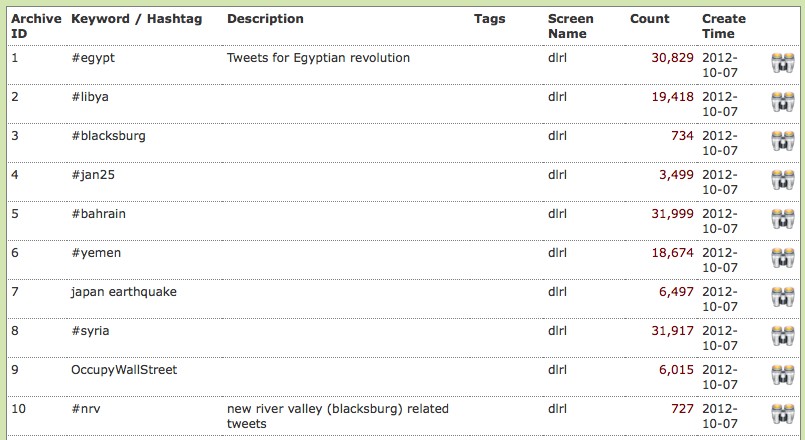 Archive ID Keyword / Hashtag Description Tags Screen Name Count Create Time
1 #egypt Tweets for Egyptian revolution dlrl 30,829 2012-10-07
2 #libya dlrl 19,418 2012-10-07
3 #blacksburg dlrl 734 2012-10-07
4 #jan25 dlrl 3,499 2012-10-07
5 #bahrain dlrl 31,999 2012-10-07
6 #yemen dlrl 18,674 2012-10-07
7 japan earthquake dlrl 6,497 2012-10-07
8 #syria dlrl 31,917 2012-10-07
9 OccupyWallStreet dlrl 6,015 2012-10-07
10 #nrv new river valley (blacksburg) related tweets dlrl 727 2012-10-07